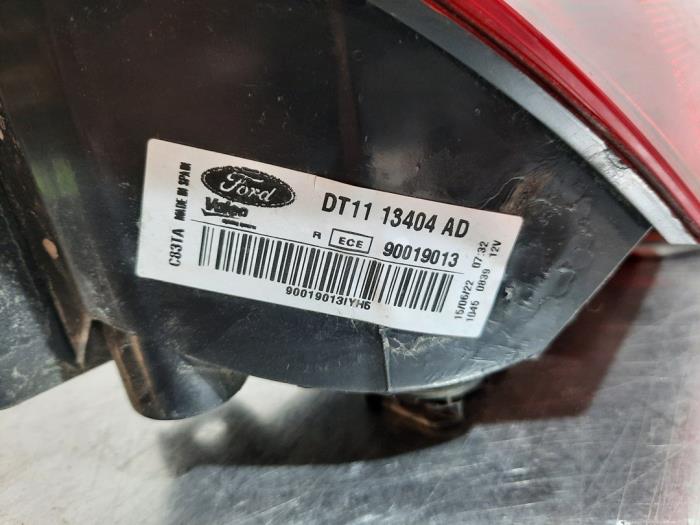 C83TA MADE IN SPAIN
Ford
Valeo
DT11 13404 AD
R ECE 90019013
90019013IYH5
15/06/22 07:32
1045 0839 12V